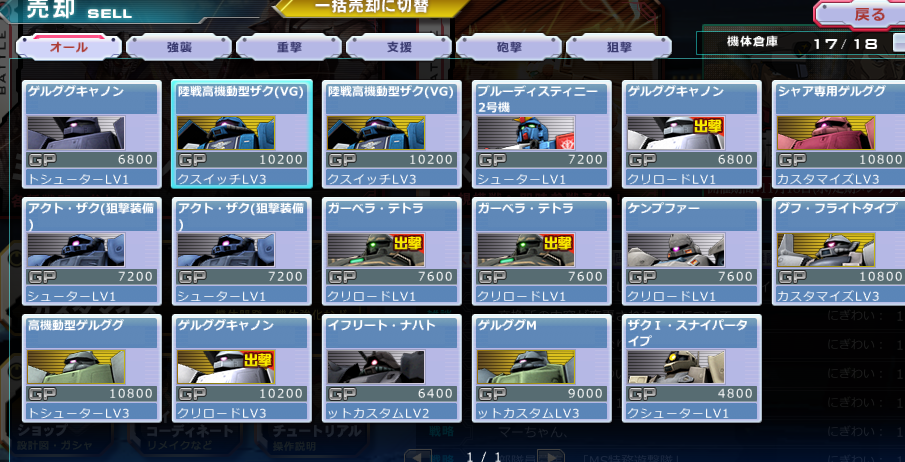 売却 SELL
一括売却に切替
戻る
オール
強襲
重撃
支援
砲撃
狙撃
機体倉庫 17/18
BATTLE
ゲルググキャノン
GP 6800
トシューターLV1
陸戦高機動型ザク(VG)
GP 10200
クスイッチLV3
陸戦高機動型ザク(VG)
GP 10200
クスイッチLV3
ブルーディスティニー
2号機
GP 7200
シューターLV1
ゲルググキャノン
出撃
GP 6800
クリロードLV1
シャア専用ゲルググ
GP 10800
カスタマイズLV3
アクト・ザク(狙撃装備
)
GP 7200
シューターLV1
アクト・ザク(狙撃装備
)
GP 7200
シューターLV1
ガーベラ・テトラ
出撃
GP 7600
クリロードLV1
ガーベラ・テトラ
出撃
GP 7600
クリロードLV1
ケンプファー
GP 7600
クリロードLV1
グフ・フライトタイプ
GP 10800
カスタマイズLV3
高機動型ゲルググ
GP 10800
トシューターLV3
ゲルググキャノン
出撃
GP 10200
クリロードLV3
イフリート・ナハト
GP 6400
ットカスタムLV2
ゲルググM
GP 9000
ットカスタムLV3
ザクⅠ・スナイパータ
イプ
GP 4800
クシューターLV1
にぎわい:
にぎわい:
にぎわい:
にぎわい:
ショップ
設計図・ガシャ
コーディネート
リメイクなど
チュートリアル
操作説明
戦略
マーちゃん、
1 / 1
「MS特務遊撃隊」